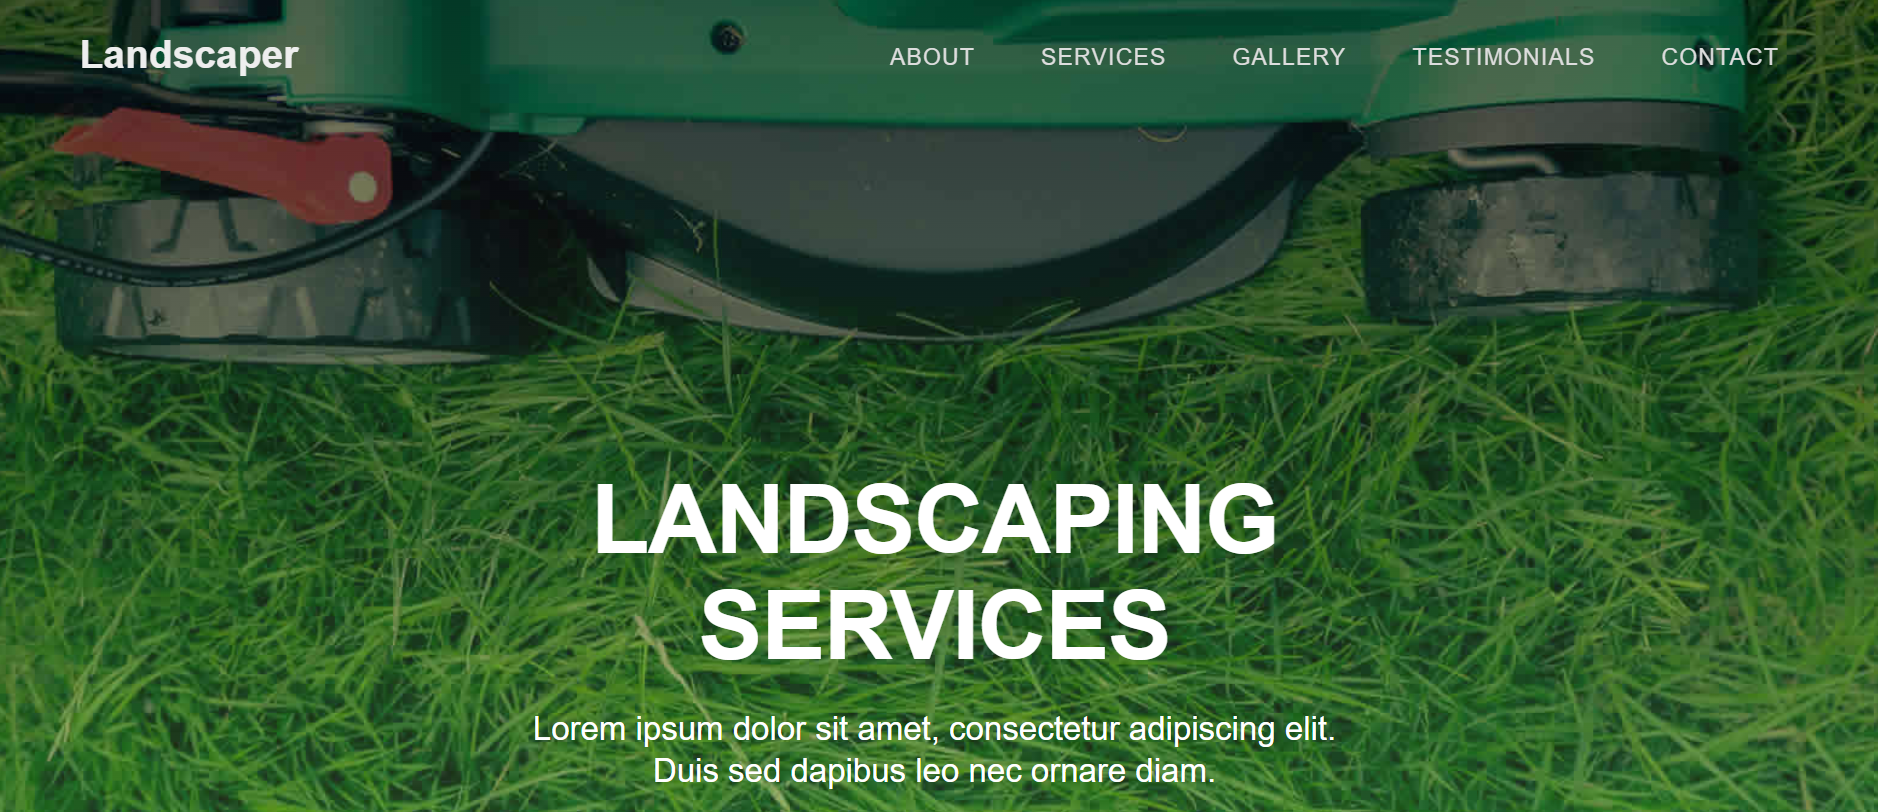 Landscaper
ABOUT SERVICES GALLERY TESTIMONIALS CONTACT
LANDSCAPING
SERVICES
Lorem ipsum dolor sit amet, consectetur adipiscing elit.
Duis sed dapibus leo nec ornare diam.